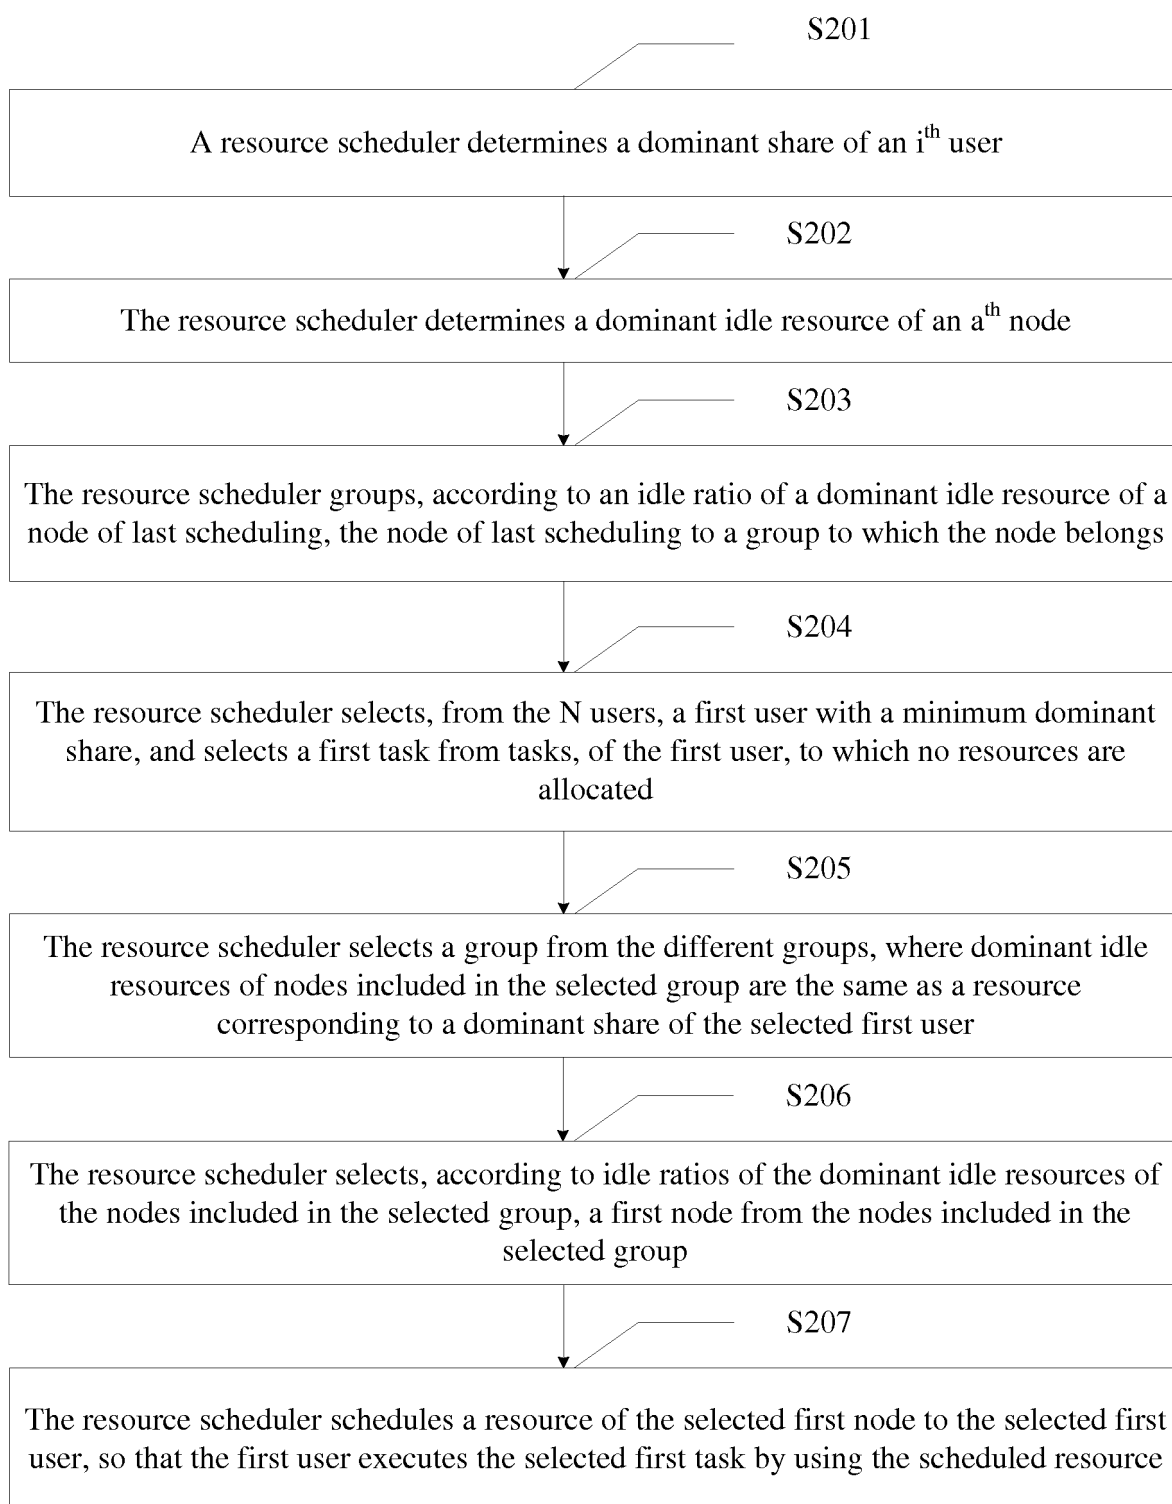 S201
A resource scheduler determines a dominant share of an i^th user
S202
The resource scheduler determines a dominant idle resource of an a^th node
S203
The resource scheduler groups, according to an idle ratio of a dominant idle resource of a
node of last scheduling, the node of last scheduling to a group to which the node belongs
S204
The resource scheduler selects, from the N users, a first user with a minimum dominant
share, and selects a first task from tasks, of the first user, to which no resources are
allocated
S205
The resource scheduler selects a group from the different groups, where dominant idle
resources of nodes included in the selected group are the same as a resource
corresponding to a dominant share of the selected first user
S206
The resource scheduler selects, according to idle ratios of the dominant idle resources of
the nodes included in the selected group, a first node from the nodes included in the
selected group
S207
The resource scheduler schedules a resource of the selected first node to the selected first
user, so that the first user executes the selected first task by using the scheduled resource